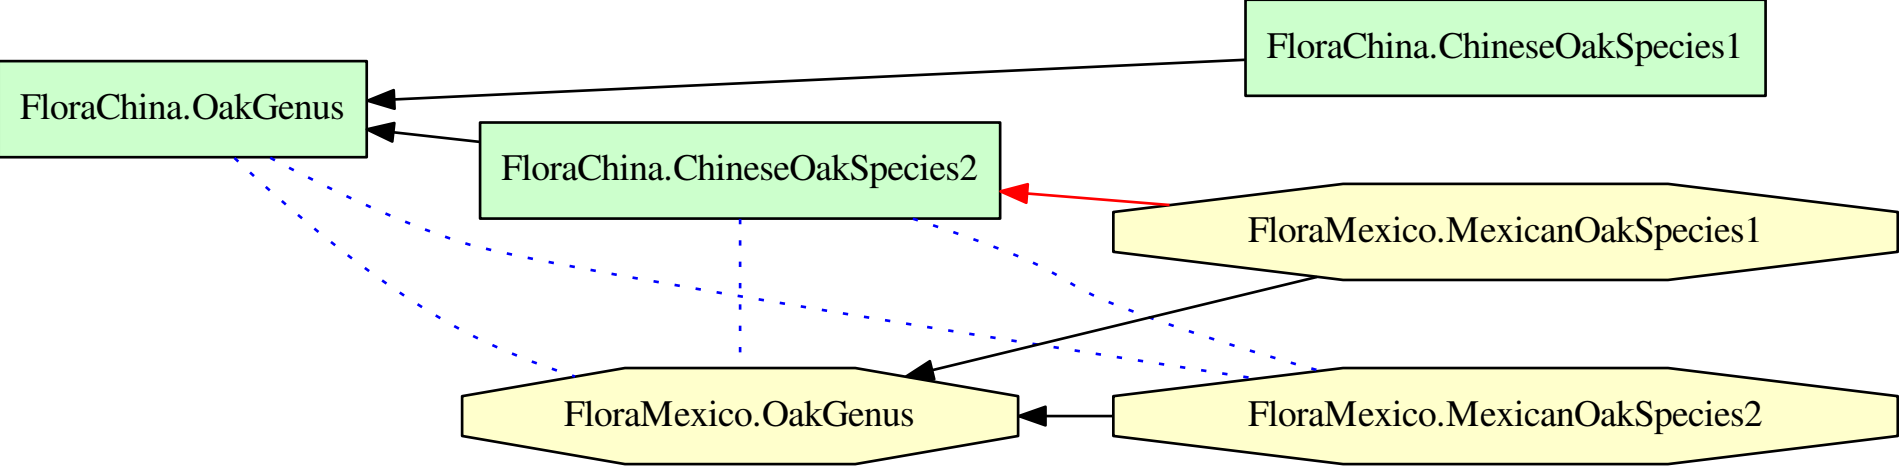 FloraChina.ChineseOakSpecies1
FloraChina.OakGenus
FloraChina.ChineseOakSpecies2
FloraMexico.MexicanOakSpecies1
FloraMexico.OakGenus
FloraMexico.MexicanOakSpecies2